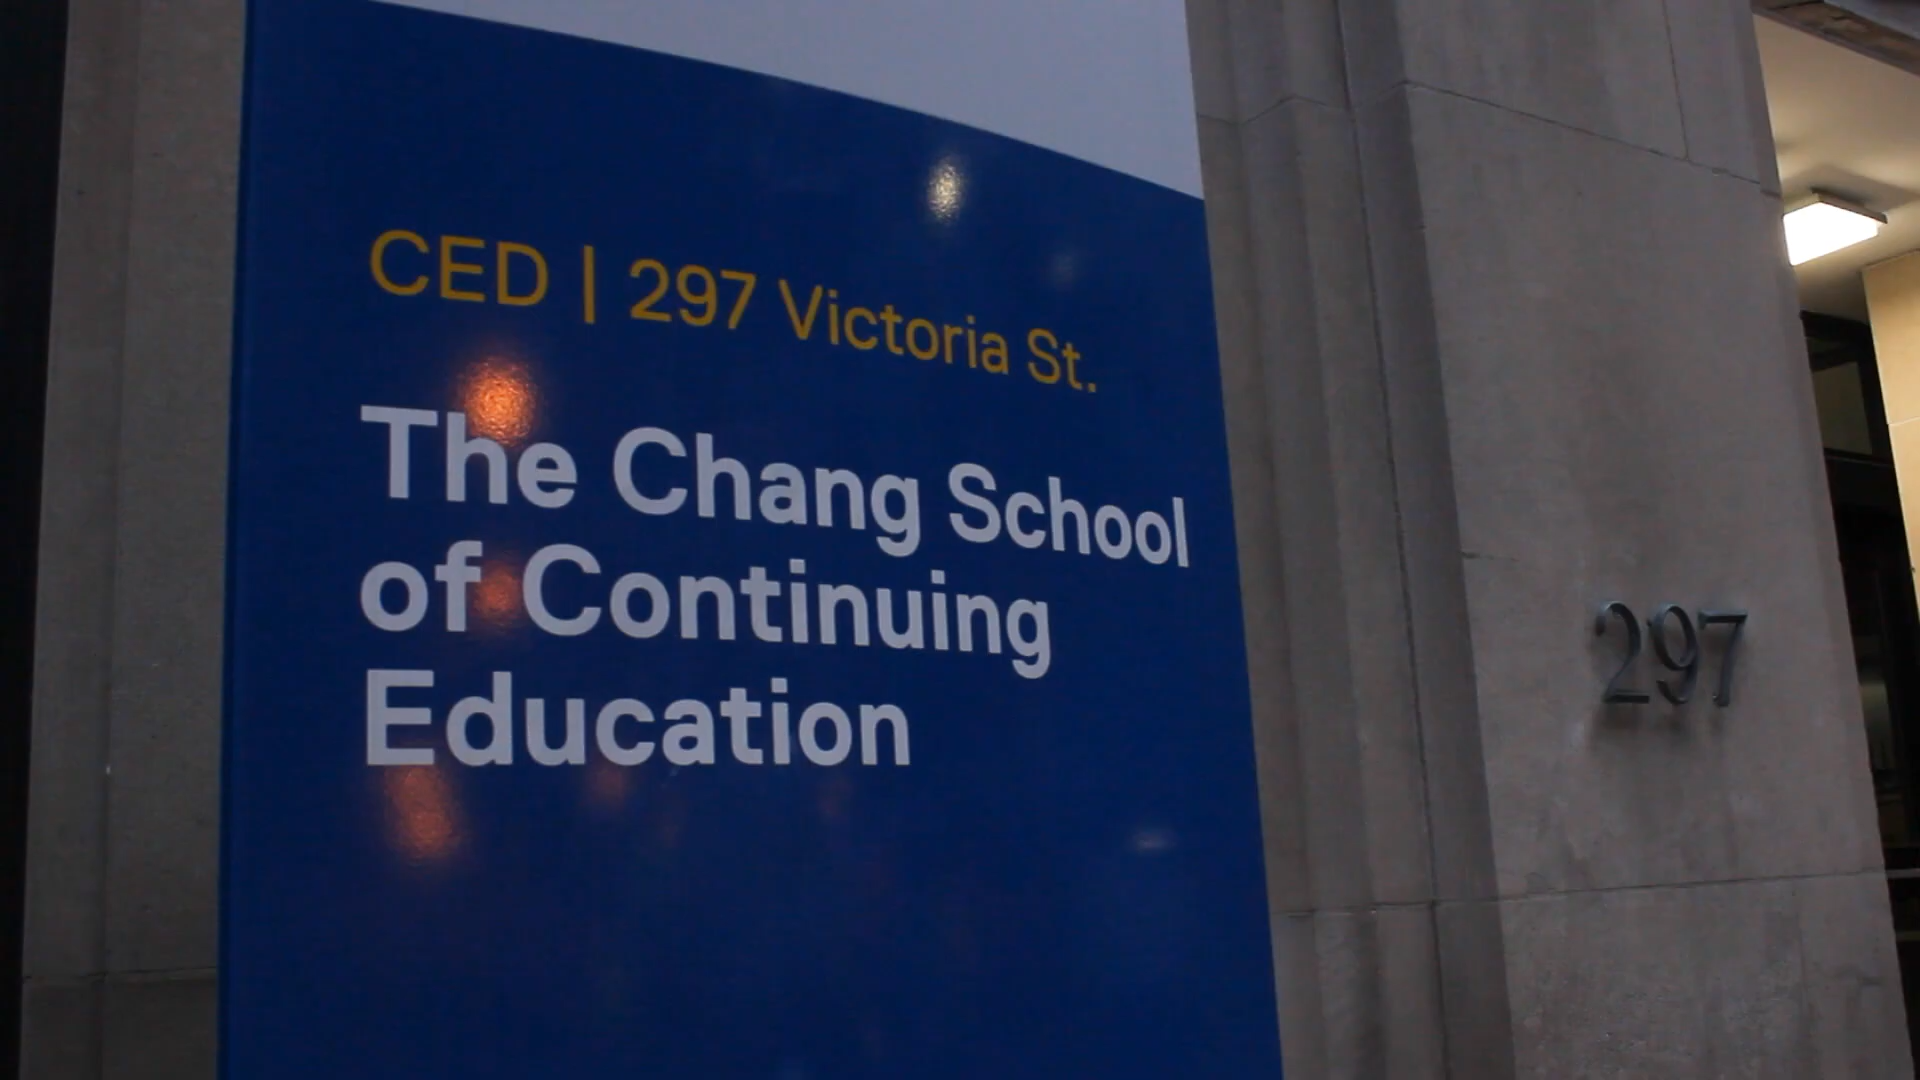 CED | 297 Victoria St.
The Chang School
of Continuing
Education
297